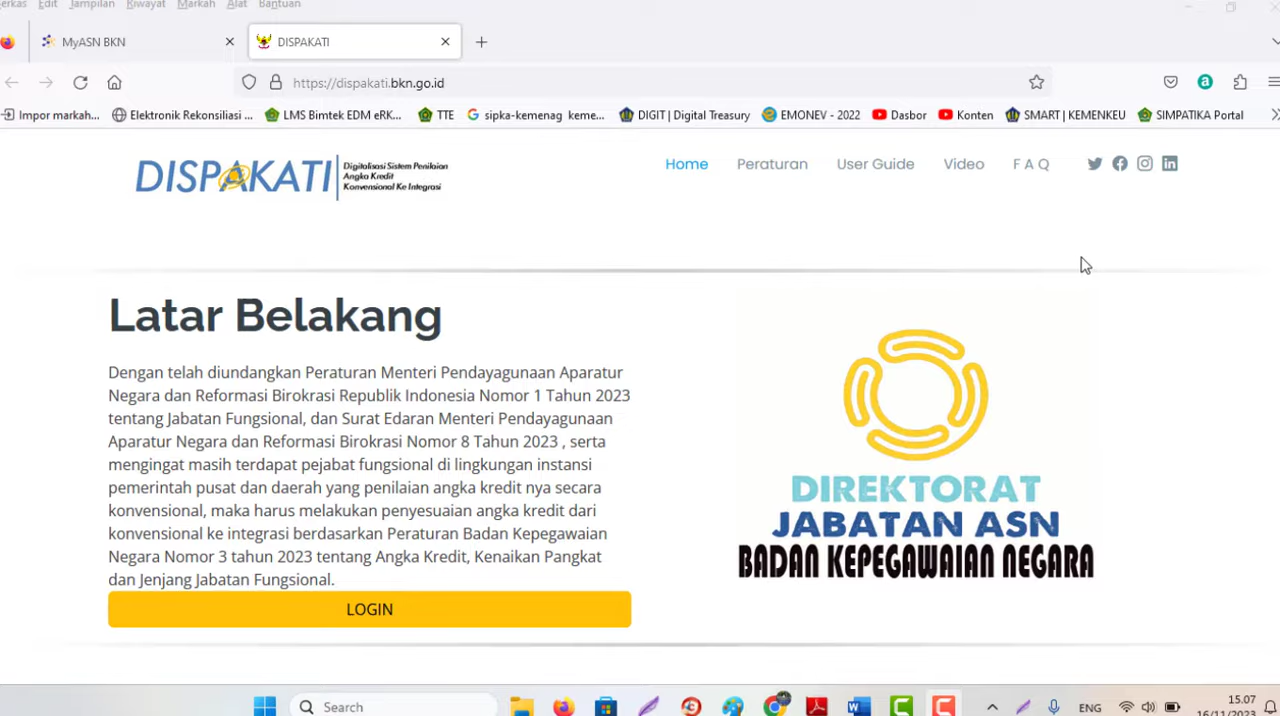 Edit Tampilan Riwayat Markah Alat Bantuan
MyASN BKN
DISPAKATI
https://dispakati.bkn.go.id
Impor markah...
Elektronik Rekonsiliasi ...
LMS Bimtek EDM eRK...
TTE
sipka-kemenag keme...
DIGIT | Digital Treasury
EMONEV - 2022
Dasbor
Konten
SMART | KEMENKEU
SIMPATIKA Portal
DISPAKATI
Digitalisasi Sistem Penilaian
Angka Kredit
Konvensional Ke Integrasi
Home
Peraturan
User Guide
Video
F A Q
Latar Belakang
Dengan telah diundangkan Peraturan Menteri Pendayagunaan Aparatur
Negara dan Reformasi Birokrasi Republik Indonesia Nomor 1 Tahun 2023
tentang Jabatan Fungsional, dan Surat Edaran Menteri Pendayagunaan
Aparatur Negara dan Reformasi Birokrasi Nomor 8 Tahun 2023 , serta
mengingat masih terdapat pejabat fungsional di lingkungan instansi
pemerintah pusat dan daerah yang penilaian angka kredit nya secara
konvensional, maka harus melakukan penyesuaian angka kredit dari
konvensional ke integrasi berdasarkan Peraturan Badan Kepegawaian
Negara Nomor 3 tahun 2023 tentang Angka Kredit, Kenaikan Pangkat
dan Jenjang Jabatan Fungsional.
LOGIN
DIREKTORAT
JABATAN ASN
BADAN KEPEGAWAIAN NEGARA
Search
ENG
15.07